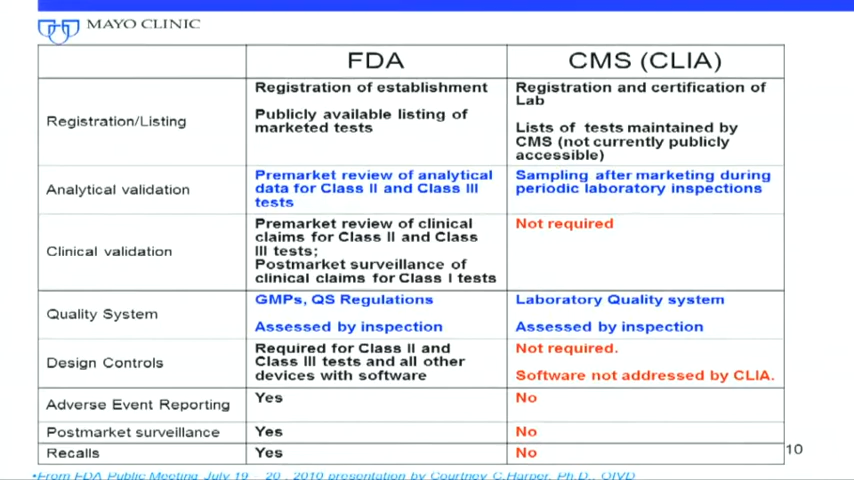 MAYO CLINIC
FDA
CMS (CLIA)
Registration/Listing
Registration of establishment
Publicly available listing of
marketed tests
Registration and certification of
Lab
Lists of tests maintained by
CMS (not currently publicly
accessible)
Analytical validation
Premarket review of analytical
data for Class II and Class III
tests
Sampling after marketing during
periodic laboratory inspections
Clinical validation
Premarket review of clinical
claims for Class II and Class
III tests;
Postmarket surveillance of
clinical claims for Class I tests
Not required
Quality System
GMPs, QS Regulations
Assessed by inspection
Laboratory Quality system
Assessed by inspection
Design Controls
Required for Class II and
Class III tests and all other
devices with software
Not required.
Software not addressed by CLIA.
Adverse Event Reporting
Yes
No
Postmarket surveillance
Yes
No
Recalls
Yes
No
10
•From FDA Public Meeting July 19 - 20, 2010 presentation by Courtney C.Harper, Ph.D., OIVD